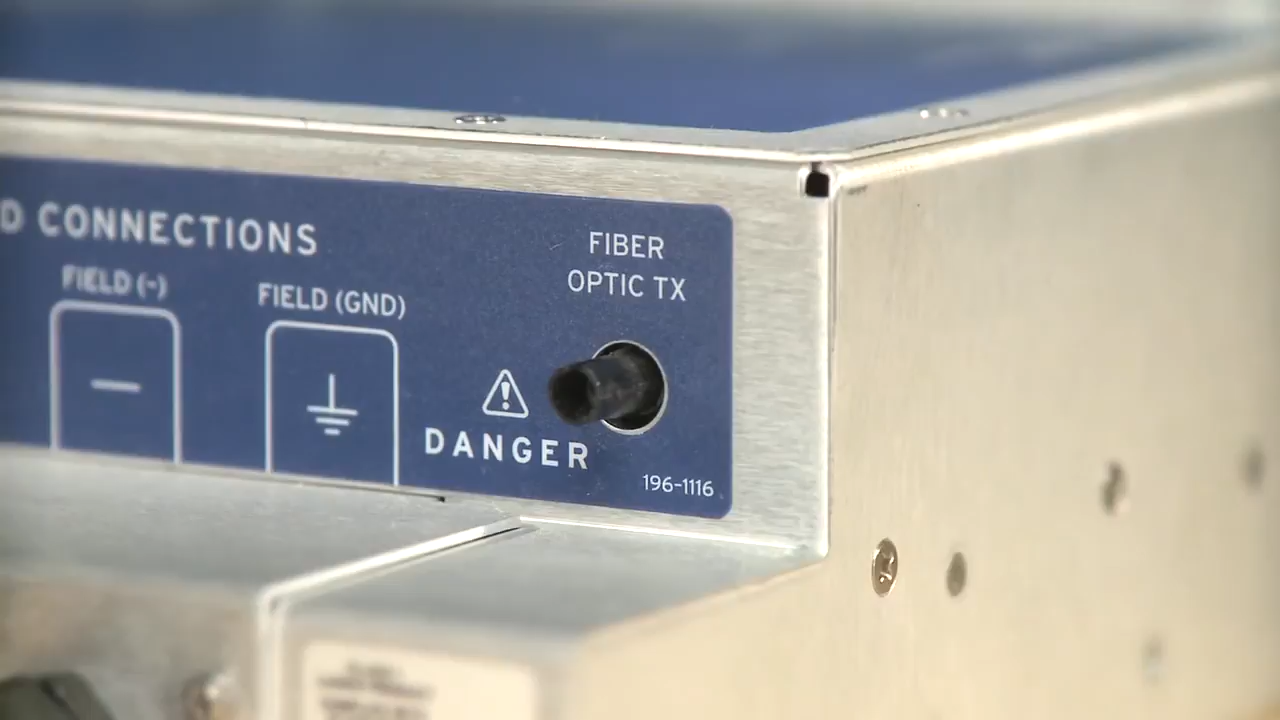 D CONNECTIONS
FIELD (-)
FIELD (GND)
FIBER
OPTIC TX
DANGER
196-1116